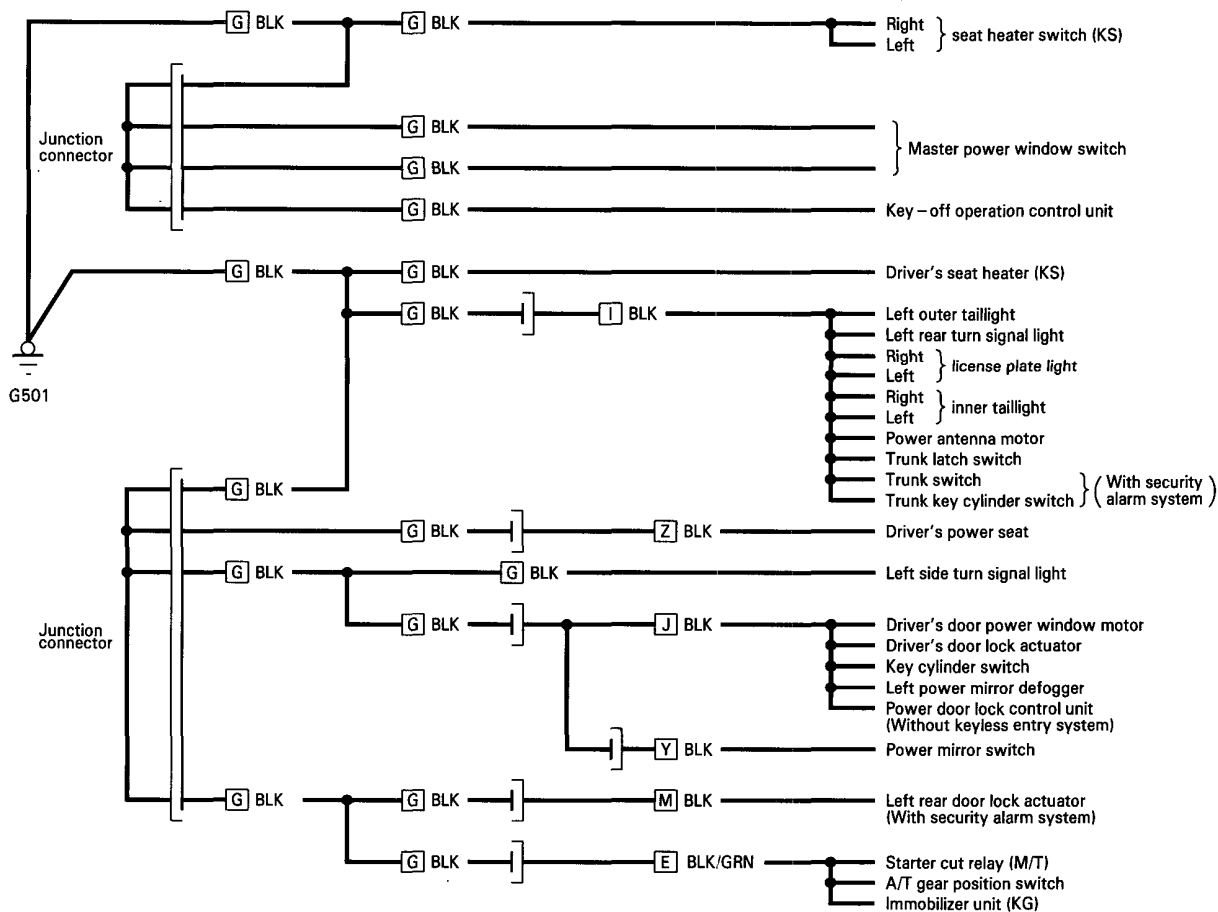 G BLK G BLK Right } seat heater switch (KS)
Left
Junction connector
G BLK } Master power window switch
G BLK
G BLK Key – off operation control unit
G BLK G BLK Driver's seat heater (KS)
G BLK I BLK Left outer taillight
Left rear turn signal light
Right } license plate light
Left
G501
Right } inner taillight
Left
Power antenna motor
Trunk latch switch
G BLK Trunk switch } (With security alarm system)
Trunk key cylinder switch
G BLK Z BLK Driver's power seat
G BLK G BLK Left side turn signal light
Junction connector
G BLK J BLK Driver's door power window motor
Driver's door lock actuator
Key cylinder switch
Left power mirror defogger
Power door lock control unit
(Without keyless entry system)
Y BLK Power mirror switch
G BLK G BLK M BLK Left rear door lock actuator
(With security alarm system)
G BLK E BLK/GRN Starter cut relay (M/T)
A/T gear position switch
Immobilizer unit (KG)